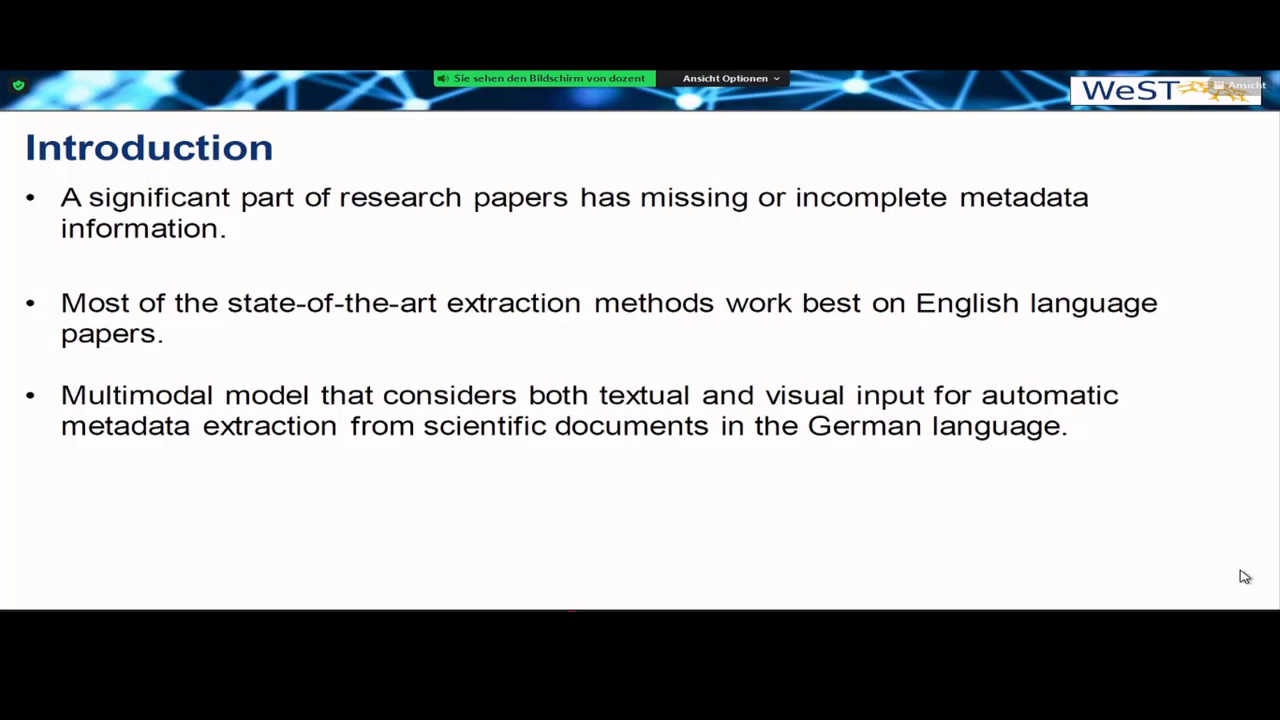 Sie sehen den Bildschirm von dozent
Ansicht Optionen
WeST
Ansicht
Introduction
• A significant part of research papers has missing or incomplete metadata
information.
• Most of the state-of-the-art extraction methods work best on English language
papers.
• Multimodal model that considers both textual and visual input for automatic
metadata extraction from scientific documents in the German language.